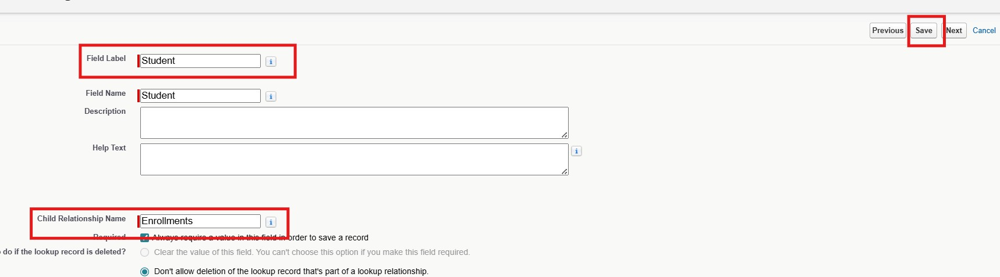 Previous Save Next Cancel
Field Label Student
Field Name Student
Description
Help Text
Child Relationship Name Enrollments
Required Always require a value in this field in order to save a record
do if the lookup record is deleted? Clear the value of this field. You can't choose this option if you make this field required.
Don't allow deletion of the lookup record that's part of a lookup relationship.